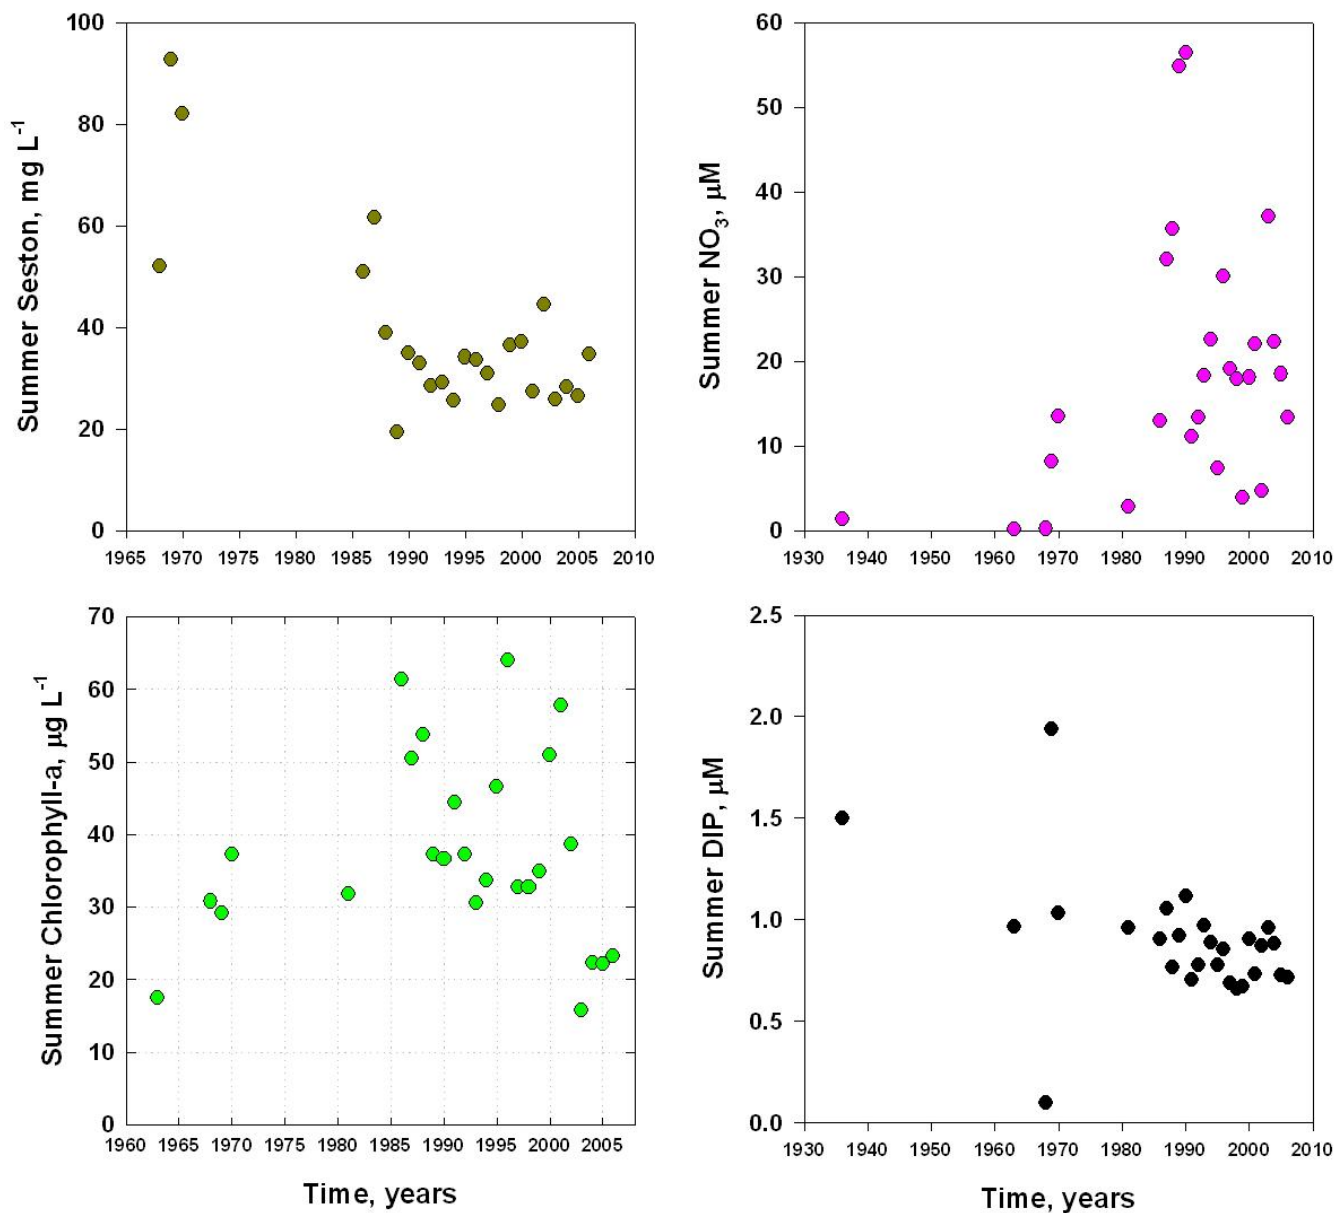 Summer Seston, mg L⁻¹
100
80
60
40
20
0
1965 1970 1975 1980 1985 1990 1995 2000 2005 2010
Summer NO₃, μM
60
50
40
30
20
10
0
1930 1940 1950 1960 1970 1980 1990 2000 2010
Summer Chlorophyll-a, μg L⁻¹
70
60
50
40
30
20
10
0
1960 1965 1970 1975 1980 1985 1990 1995 2000 2005
Time, years
Summer DIP, μM
2.5
2.0
1.5
1.0
0.5
0.0
1930 1940 1950 1960 1970 1980 1990 2000 2010
Time, years